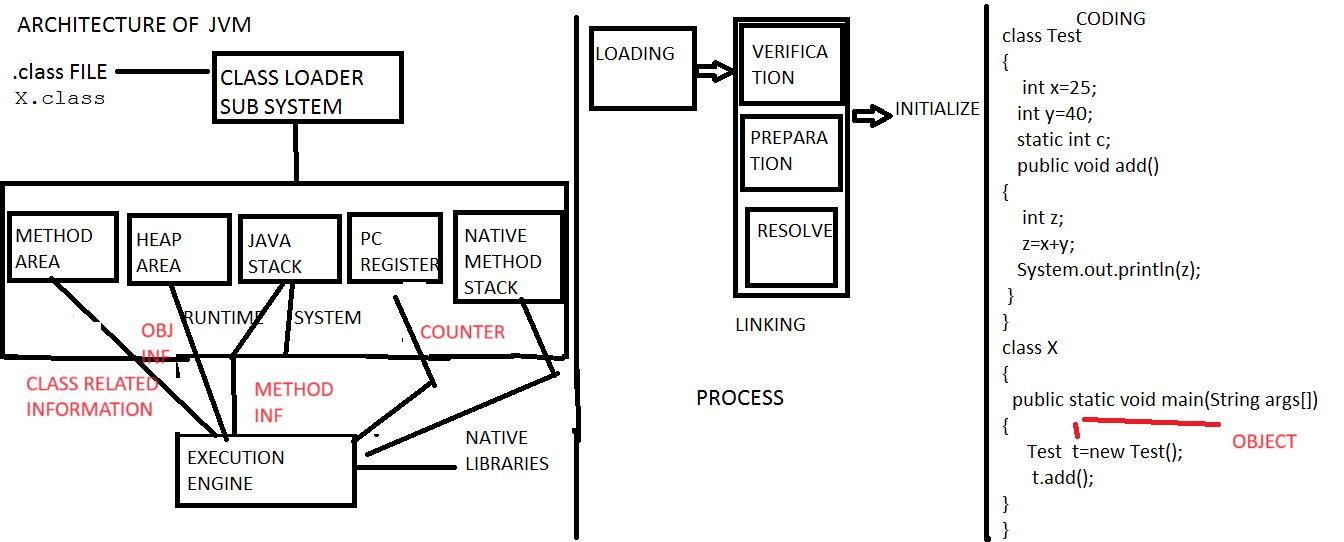 ARCHITECTURE OF JVM
.class FILE
X.class
CLASS LOADER
SUB SYSTEM
METHOD
AREA
HEAP
AREA
JAVA
STACK
PC
REGISTER
NATIVE
METHOD
STACK
RUNTIME SYSTEM
OBJ
INF
COUNTER
CLASS RELATED
INFORMATION
METHOD
INF
EXECUTION
ENGINE
NATIVE
LIBRARIES
LOADING
VERIFICA
TION
PREPARA
TION
RESOLVE
INITIALIZE
LINKING
PROCESS
CODING
class Test
{
int x=25;
int y=40;
static int c;
public void add()
{
int z;
z=x+y;
System.out.println(z);
}
}
class X
{
public static void main(String args[])
{
OBJECT
Test t=new Test();
t.add();
}
}